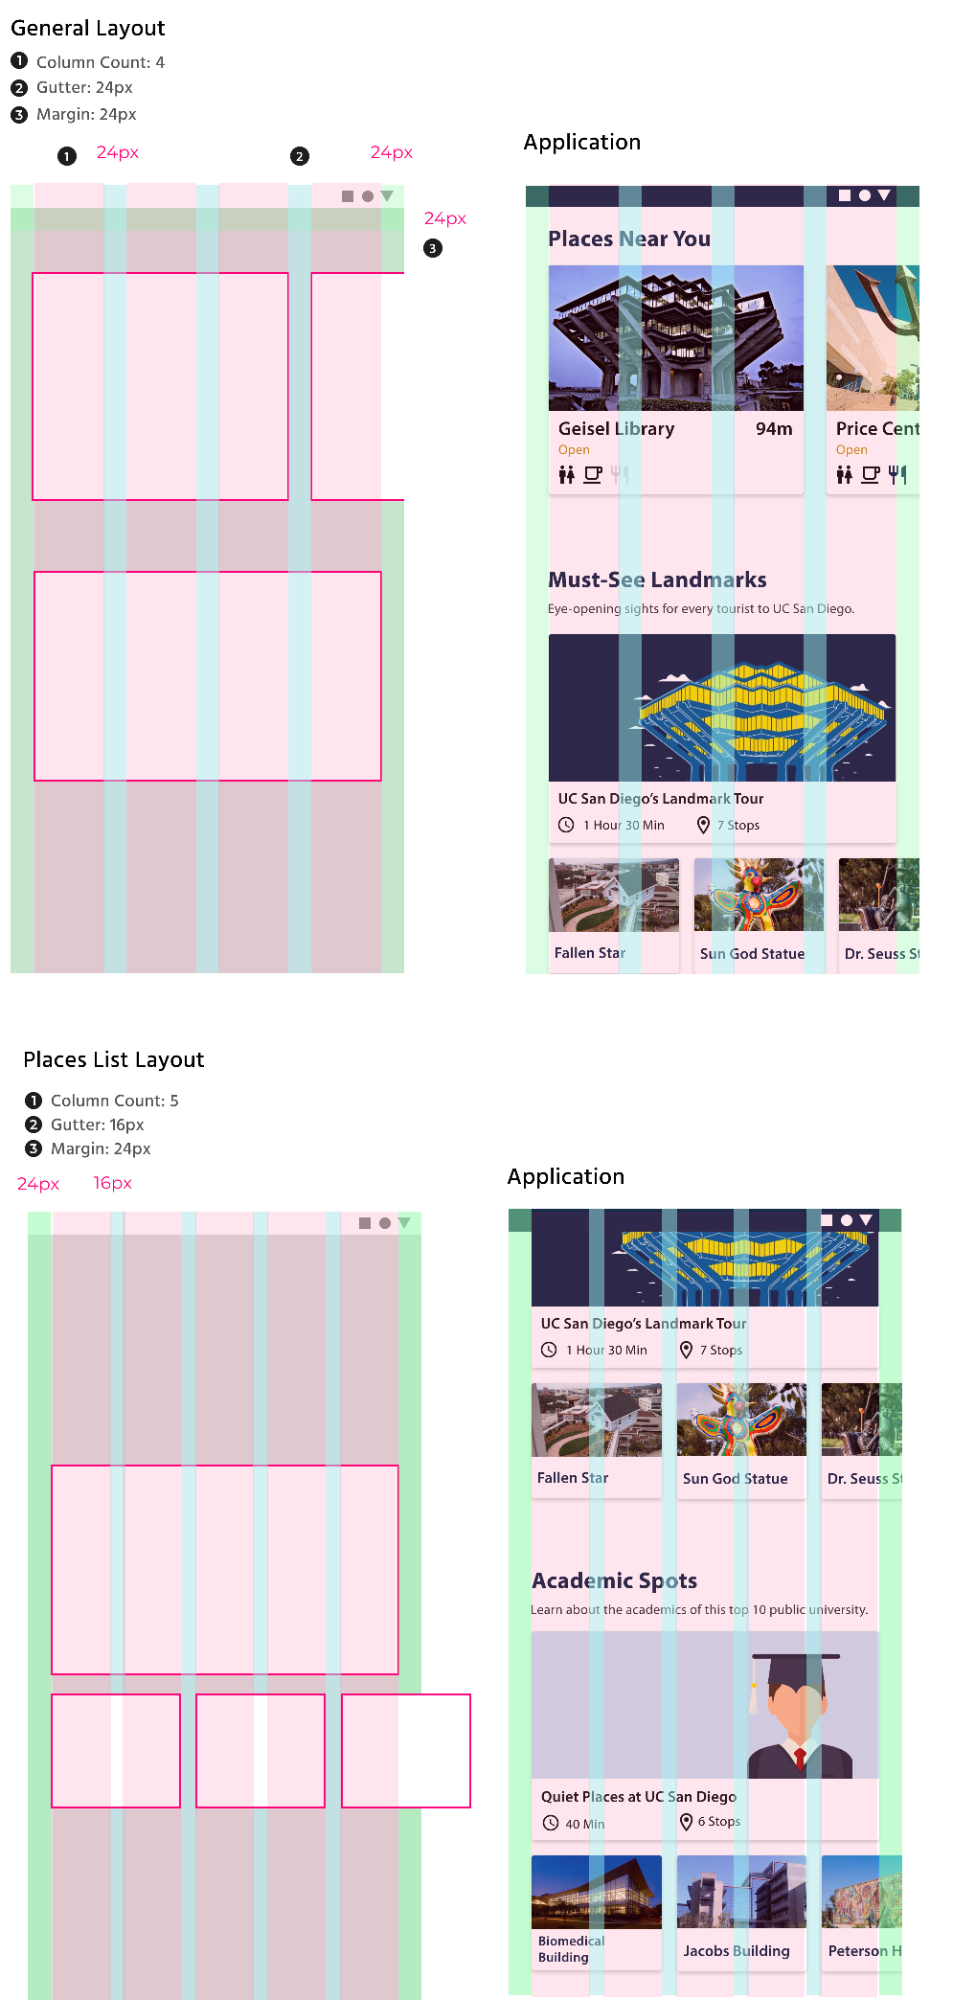 General Layout
1 Column Count: 4
2 Gutter: 24px
3 Margin: 24px
1 24px 2 24px
24px
3
Application
Places Near You
Geisel Library 94m
Open
Price Cent
Open
Must-See Landmarks
Eye-opening sights for every tourist to UC San Diego.
UC San Diego's Landmark Tour
1 Hour 30 Min 7 Stops
Fallen Star Sun God Statue Dr. Seuss St
Places List Layout
1 Column Count: 5
2 Gutter: 16px
3 Margin: 24px
24px 16px
Application
UC San Diego's Landmark Tour
1 Hour 30 Min 7 Stops
Fallen Star Sun God Statue Dr. Seuss St
Academic Spots
Learn about the academics of this top 10 public university.
Quiet Places at UC San Diego
40 Min 6 Stops
Biomedical
Building
Jacobs Building Peterson H